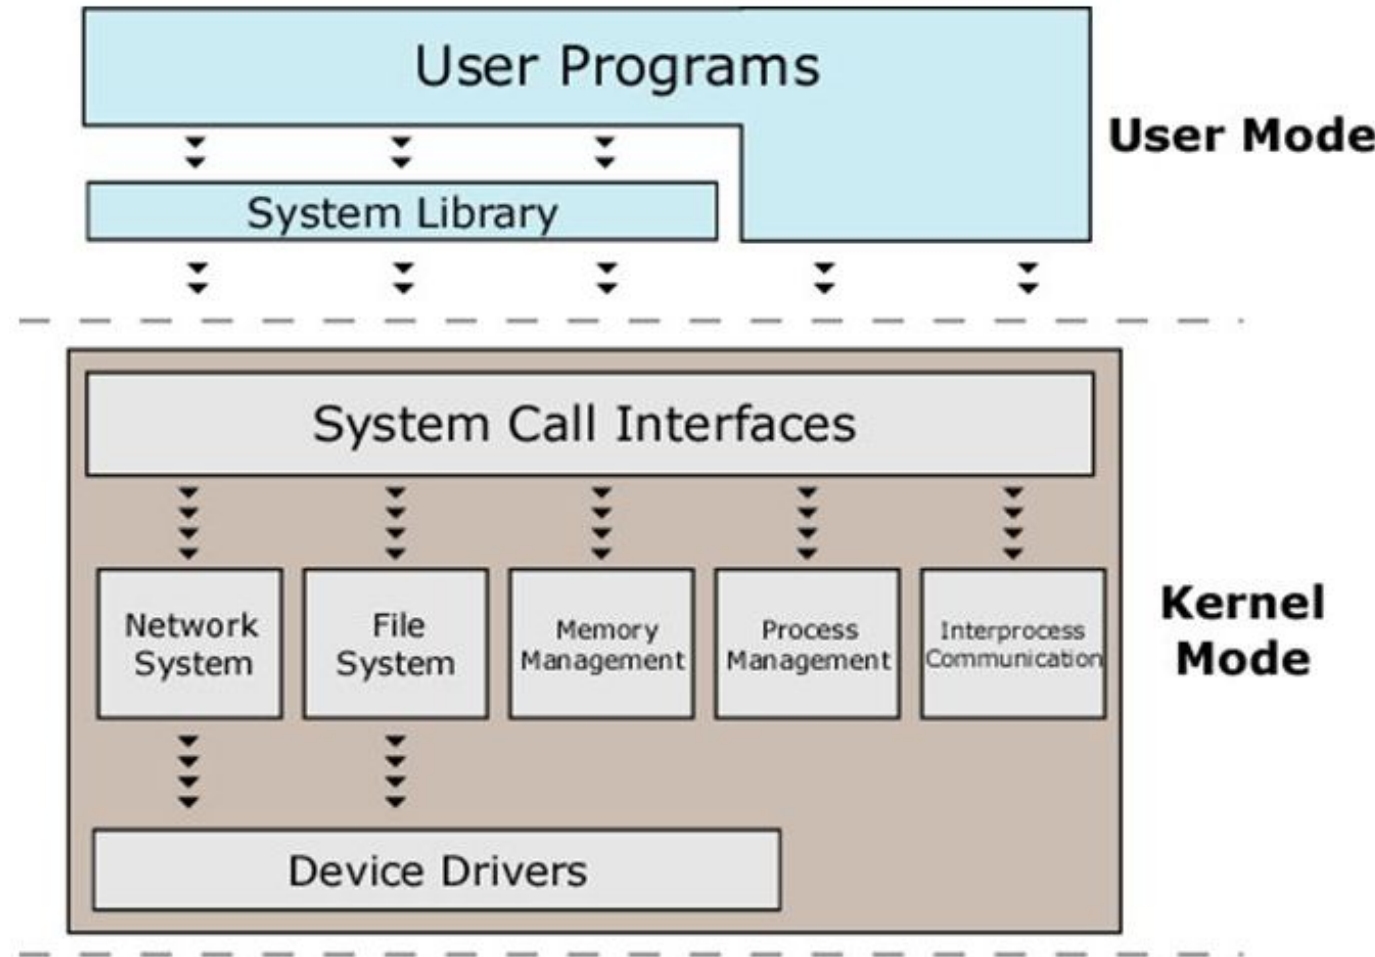 User Programs
User Mode
System Library
System Call Interfaces
Network
System
File
System
Memory
Management
Process
Management
Interprocess
Communication
Kernel
Mode
Device Drivers